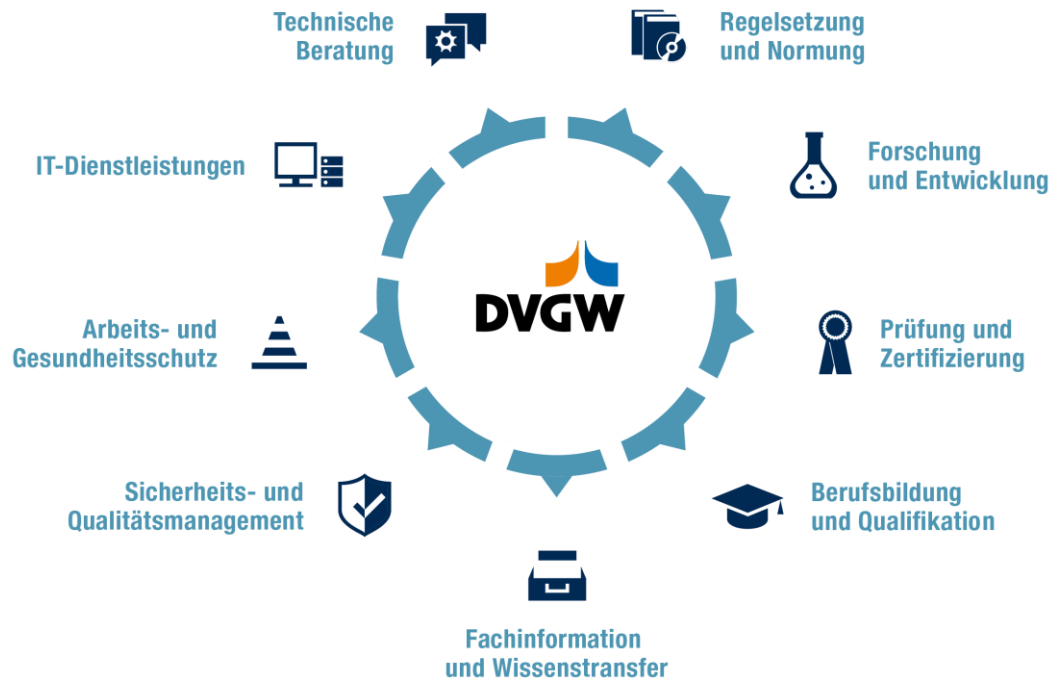 Technische
Beratung
Regelsetzung
und Normung
IT-Dienstleistungen
Forschung
und Entwicklung
DVGW
Arbeits- und
Gesundheitsschutz
Prüfung und
Zertifizierung
Sicherheits- und
Qualitätsmanagement
Berufsbildung
und Qualifikation
Fachinformation
und Wissenstransfer